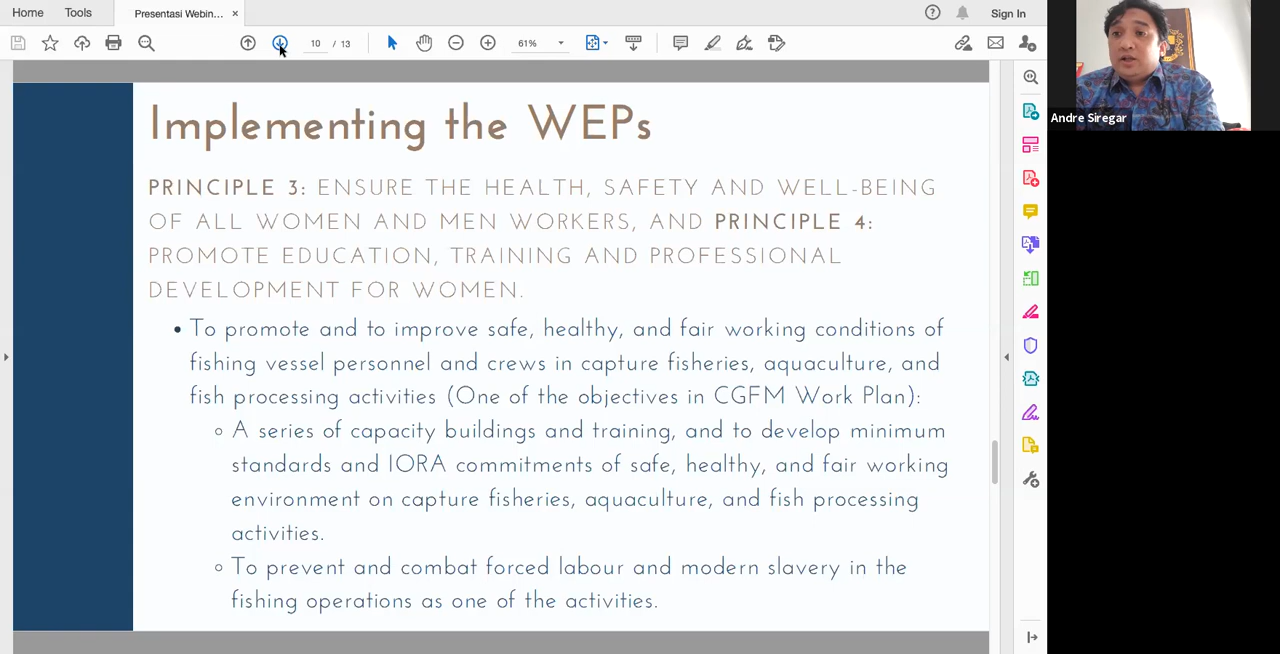 Home
Tools
Presentasi Webin... ×
Sign In
10 / 13
61%
Andre Siregar
Implementing the WEPs
PRINCIPLE 3: ENSURE THE HEALTH, SAFETY AND WELL-BEING
OF ALL WOMEN AND MEN WORKERS, AND PRINCIPLE 4:
PROMOTE EDUCATION, TRAINING AND PROFESSIONAL
DEVELOPMENT FOR WOMEN.
• To promote and to improve safe, healthy, and fair working conditions of
fishing vessel personnel and crews in capture fisheries, aquaculture, and
fish processing activities (One of the objectives in CGFM Work Plan):
◦ A series of capacity buildings and training, and to develop minimum
standards and IORA commitments of safe, healthy, and fair working
environment on capture fisheries, aquaculture, and fish processing
activities.
◦ To prevent and combat forced labour and modern slavery in the
fishing operations as one of the activities.